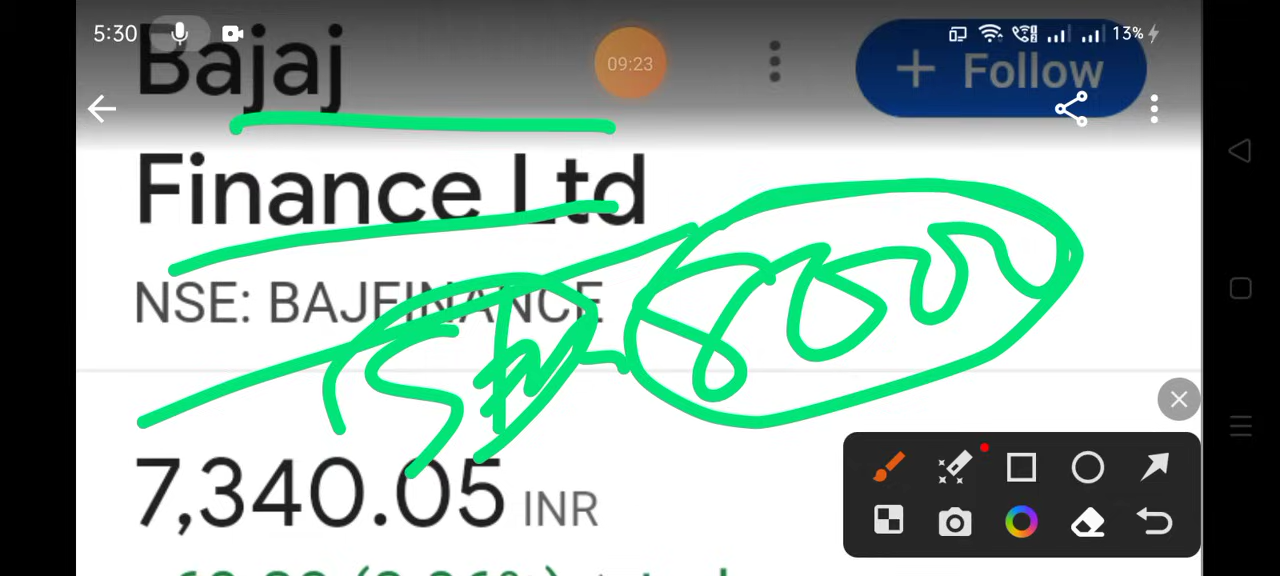 5:30
13%
Bajaj
09:23
+ Follow
Finance Ltd
NSE: BAJFINANCE
8000
7,340.05 INR